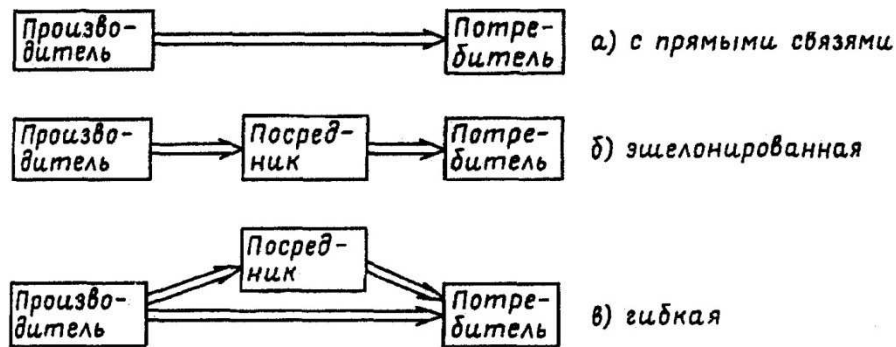 Произво- Потре- а) с прямыми связями
дитель битель
Произво- Посред- Потре- б) эшелонированная
дитель ник битель
Посред-
ник
Произво- Потре- в) гибкая
дитель битель